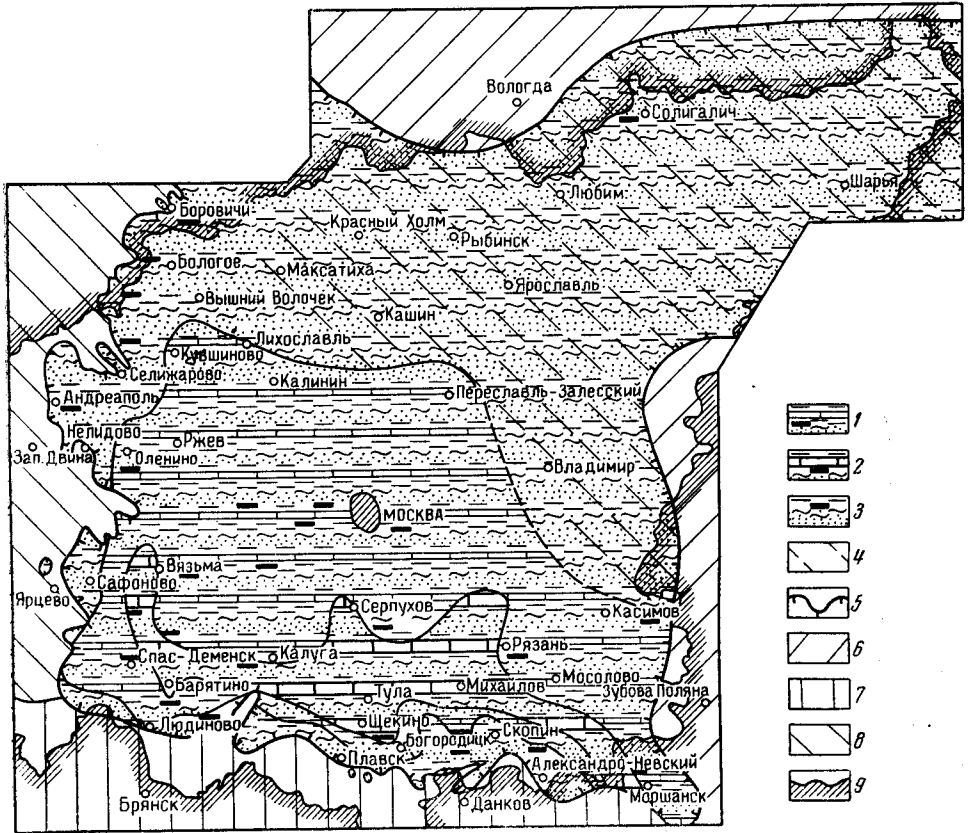 Вологда
Солигалич
Любим
Шарья
Боровичи
Красный Холм
Рыбинск
Бологое
Максатиха
Ярославль
Вышний Волочек
Кашин
Лихославль
Кувшиново
Селижарово
Калинин
Андреаполь
Переславль-Залесский
Нелидово
Ржев
Зап. Двина
Оленино
Владимир
МОСКВА
Вязьма
Сафоново
Ярцево
Серпухов
Касимов
Рязань
Спас-Деменск
Калуга
Мосолово
Барятино
Михайлов
Зубова Поляна
Тула
Людиново
Щекино
Скопин
Богородицк
Плавск
Александро-Невский
Брянск
Данков
Моршанск
1
2
3
4
5
6
7
8
9